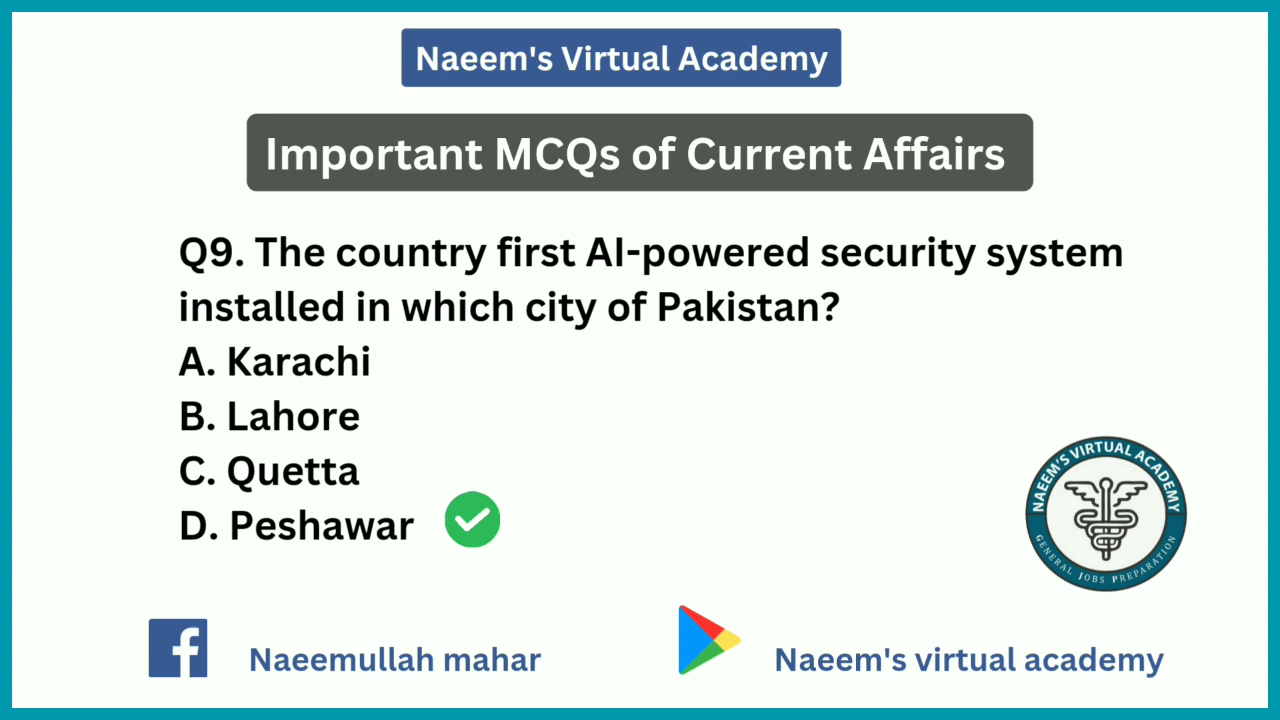 Naeem's Virtual Academy
Important MCQs of Current Affairs
Q9. The country first AI-powered security system
installed in which city of Pakistan?
A. Karachi
B. Lahore
C. Quetta
D. Peshawar
NAEEM'S VIRTUAL ACADEMY
GENERAL JOBS PREPARATION
Naeemullah mahar
Naeem's virtual academy